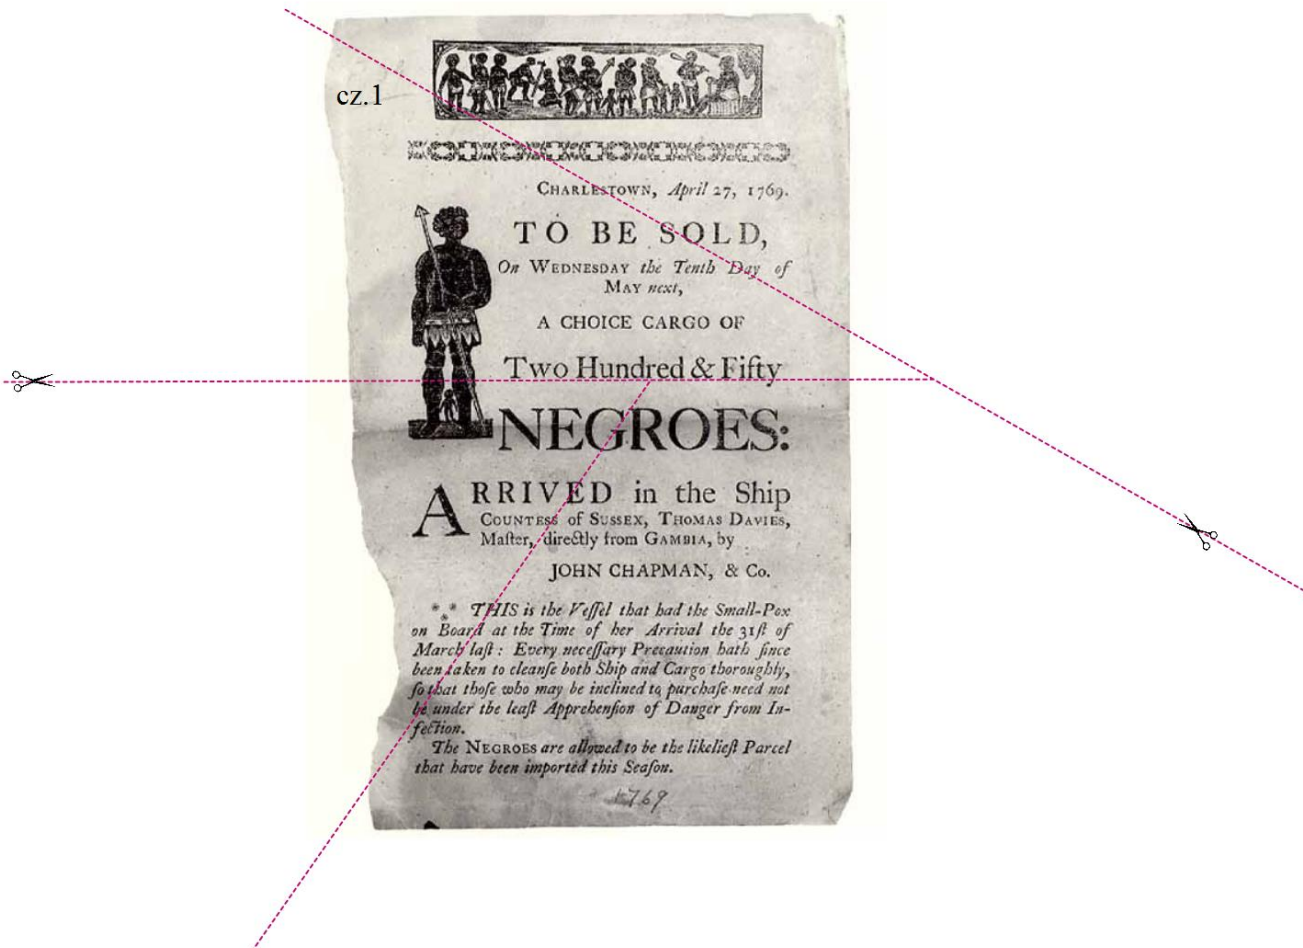 cz.1
CHARLESTOWN, April 27, 1769.
TO BE SOLD,
On WEDNESDAY the Tenth Day of
MAY next,
A CHOICE CARGO OF
Two Hundred & Fifty
NEGROES:
ARRIVED in the Ship
COUNTESS of SUSSEX, THOMAS DAVIES,
Maſter, directly from GAMBIA, by
JOHN CHAPMAN, & Co.
*⁎* THIS is the Veſſel that had the Small-Pox
on Board at the Time of her Arrival the 31ſt of
March laſt : Every neceſſary Precaution hath ſince
been taken to cleanſe both Ship and Cargo thoroughly,
ſo that thoſe who may be inclined to purchaſe need not
be under the leaſt Apprehenſion of Danger from In-
fection.
The NEGROES are allowed to be the likelieſt Parcel
that have been imported this Seaſon.
1769